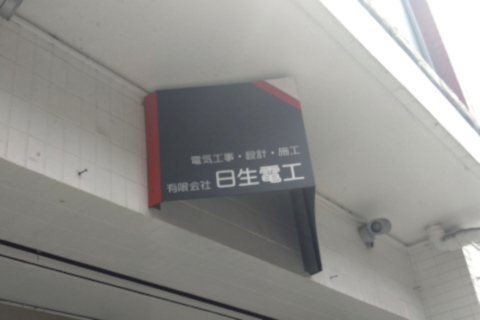 電気工事・設計・施工
有限会社 日生電工